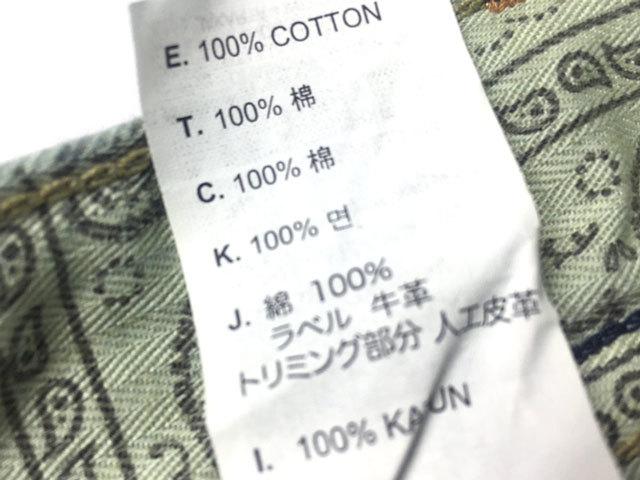 E. 100% COTTON
T. 100% 棉
C. 100% 棉
K. 100% 면
J. 綿 100%
ラベル 牛革
トリミング部分 人工皮革
I. 100% KAUN